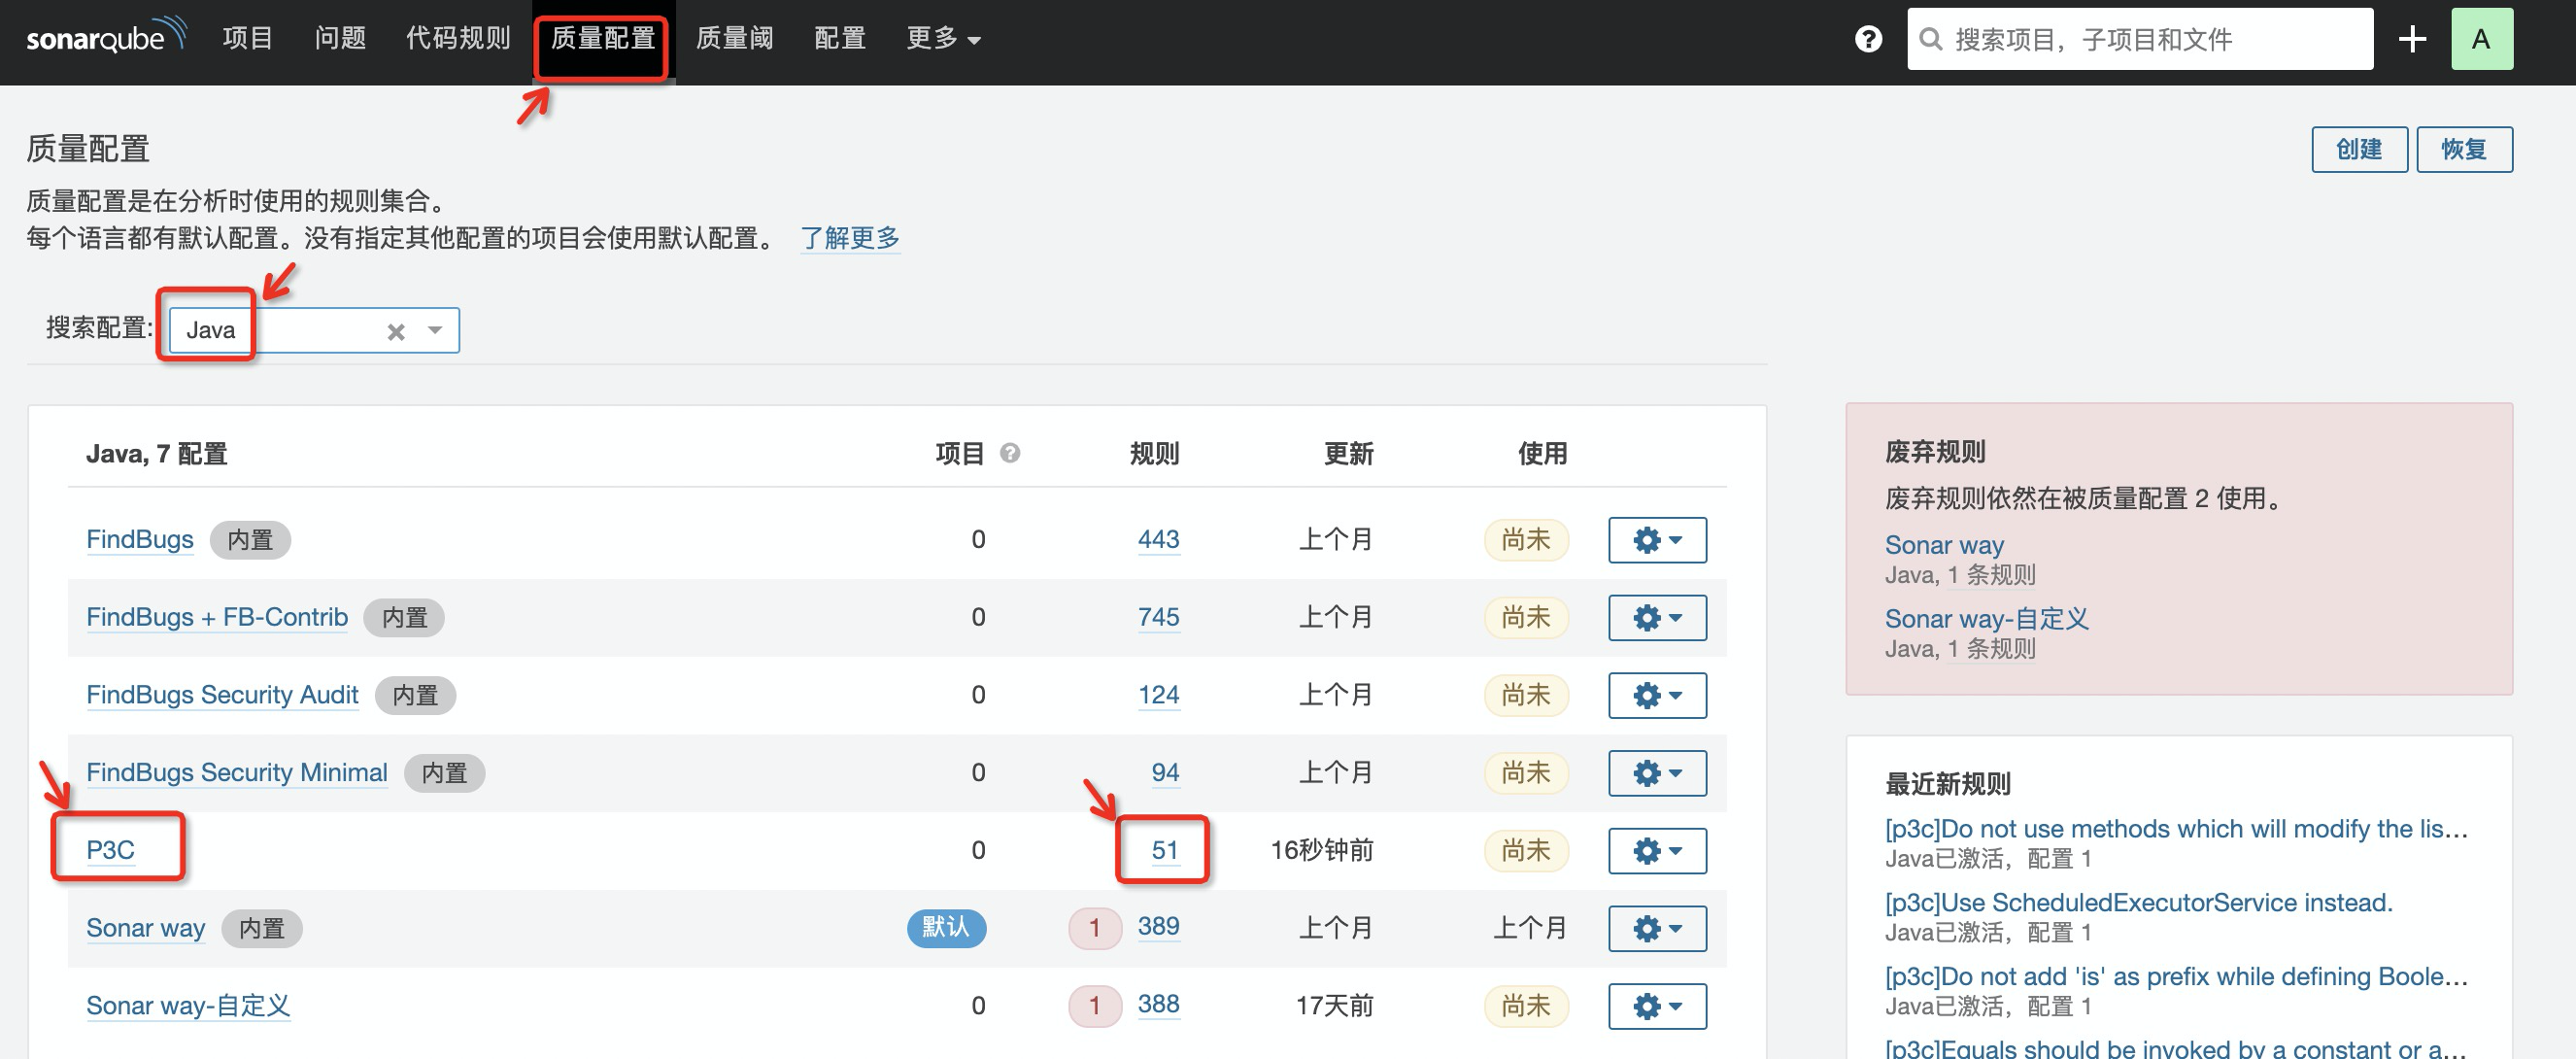 sonarqube 项目 问题 代码规则 质量配置 质量阈 配置 更多 搜索项目，子项目和文件 A
质量配置 创建 恢复
质量配置是在分析时使用的规则集合。
每个语言都有默认配置。没有指定其他配置的项目会使用默认配置。 了解更多
搜索配置: Java
Java, 7 配置 项目 规则 更新 使用
FindBugs 内置 0 443 上个月 尚未
FindBugs + FB-Contrib 内置 0 745 上个月 尚未
FindBugs Security Audit 内置 0 124 上个月 尚未
FindBugs Security Minimal 内置 0 94 上个月 尚未
P3C 0 51 16秒钟前 尚未
Sonar way 内置 默认 1 389 上个月 上个月
Sonar way-自定义 0 1 388 17天前 尚未
废弃规则
废弃规则依然在被质量配置 2 使用。
Sonar way
Java, 1 条规则
Sonar way-自定义
Java, 1 条规则
最近新规则
[p3c]Do not use methods which will modify the lis...
Java已激活，配置 1
[p3c]Use ScheduledExecutorService instead.
Java已激活，配置 1
[p3c]Do not add 'is' as prefix while defining Boole...
Java已激活，配置 1
[p3c]Equals should be invoked by a constant or a...